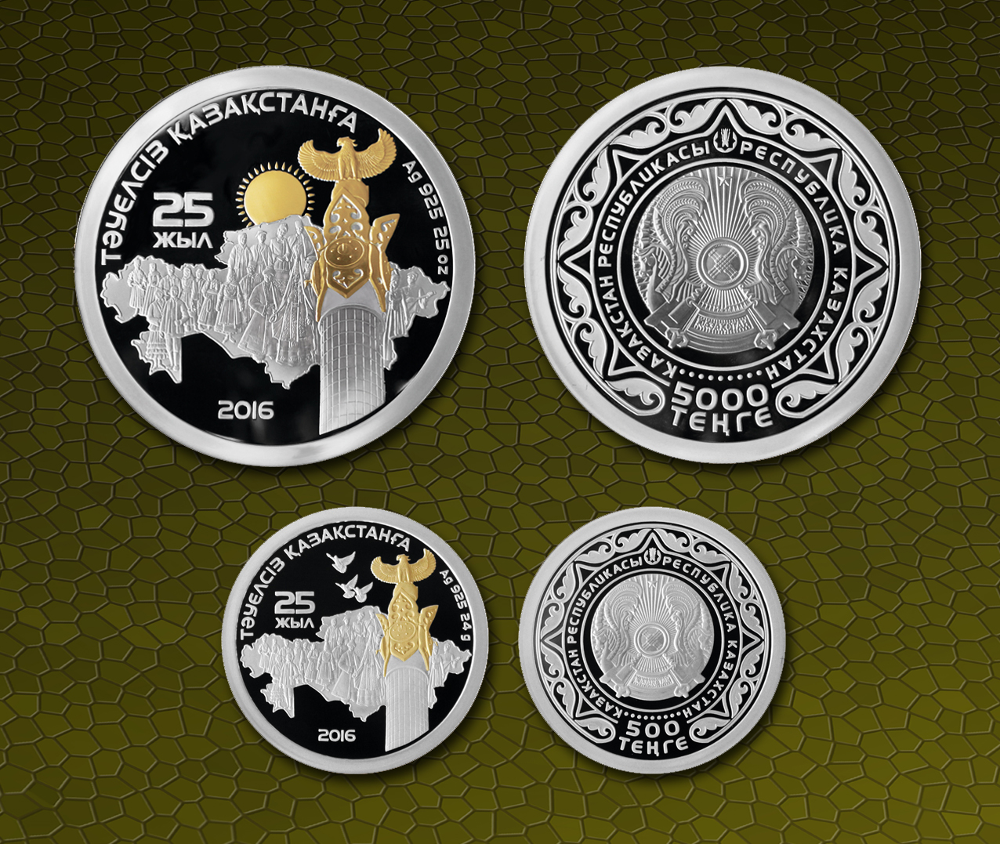 ТӘУЕЛСІЗ ҚАЗАҚСТАНҒА
25
ЖЫЛ
Ag 925 25 oz
2016
ҚАЗАҚСТАН РЕСПУБЛИКАСЫ
РЕСПУБЛИКА КАЗАХСТАН
5000
ТЕҢГЕ
ТӘУЕЛСІЗ ҚАЗАҚСТАНҒА
25
ЖЫЛ
Ag 925 24 g
2016
ҚАЗАҚСТАН РЕСПУБЛИКАСЫ
РЕСПУБЛИКА КАЗАХСТАН
500
ТЕҢГЕ